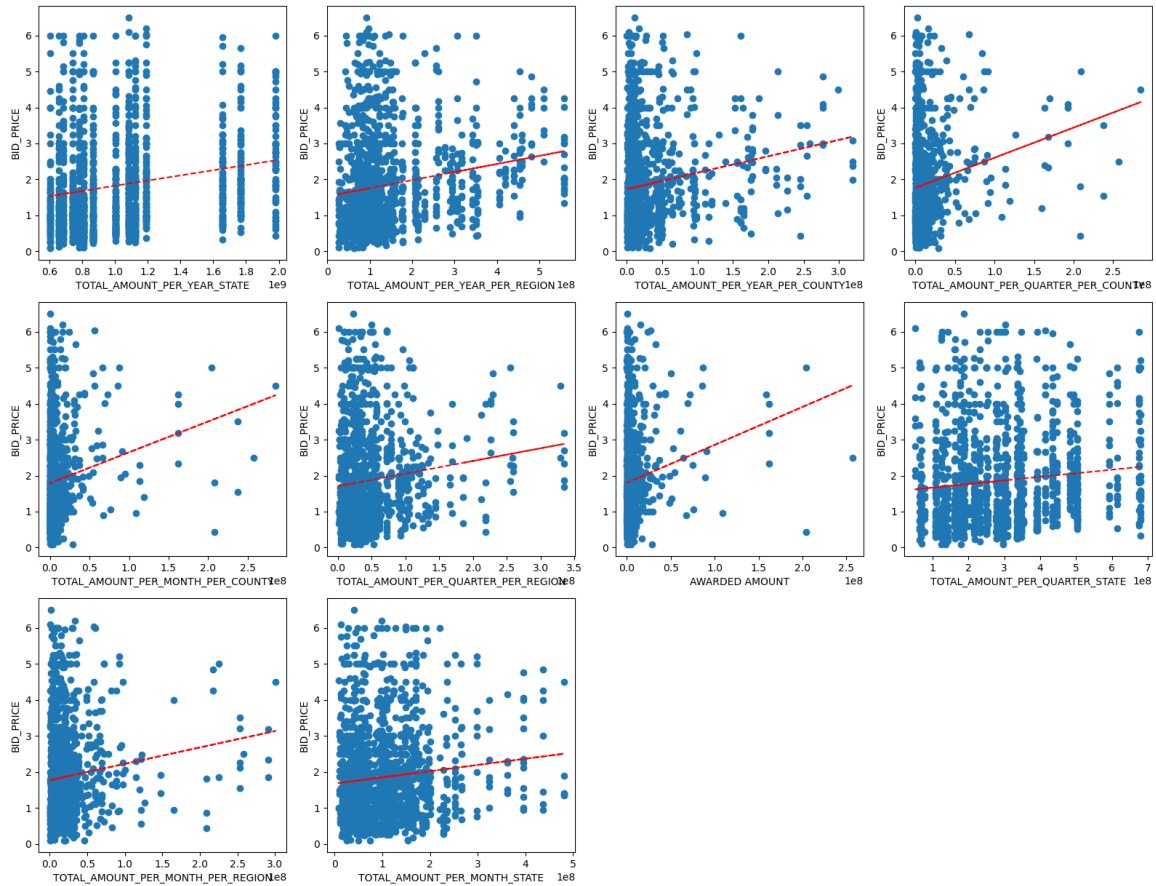 BID_PRICE
6
5
4
3
2
1
0
0.6 0.8 1.0 1.2 1.4 1.6 1.8 2.0
TOTAL_AMOUNT_PER_YEAR_STATE 1e9
BID_PRICE
6
5
4
3
2
1
0
0 1 2 3 4 5
TOTAL_AMOUNT_PER_YEAR_PER_REGION 1e8
BID_PRICE
6
5
4
3
2
1
0
0.0 0.5 1.0 1.5 2.0 2.5 3.0
TOTAL_AMOUNT_PER_YEAR_PER_COUNTY 1e8
BID_PRICE
6
5
4
3
2
1
0
0.0 0.5 1.0 1.5 2.0 2.5
TOTAL_AMOUNT_PER_QUARTER_PER_COUNTY 1e8
BID_PRICE
6
5
4
3
2
1
0
0.0 0.5 1.0 1.5 2.0 2.5
TOTAL_AMOUNT_PER_MONTH_PER_COUNTY 1e8
BID_PRICE
6
5
4
3
2
1
0
0.0 0.5 1.0 1.5 2.0 2.5 3.0 3.5
TOTAL_AMOUNT_PER_QUARTER_PER_REGION 1e8
BID_PRICE
6
5
4
3
2
1
0
0.0 0.5 1.0 1.5 2.0 2.5
AWARDED AMOUNT 1e8
BID_PRICE
6
5
4
3
2
1
0
1 2 3 4 5 6 7
TOTAL_AMOUNT_PER_QUARTER_STATE 1e8
BID_PRICE
6
5
4
3
2
1
0
0.0 0.5 1.0 1.5 2.0 2.5 3.0
TOTAL_AMOUNT_PER_MONTH_PER_REGION 1e8
BID_PRICE
6
5
4
3
2
1
0
0 1 2 3 4 5
TOTAL_AMOUNT_PER_MONTH_STATE 1e8